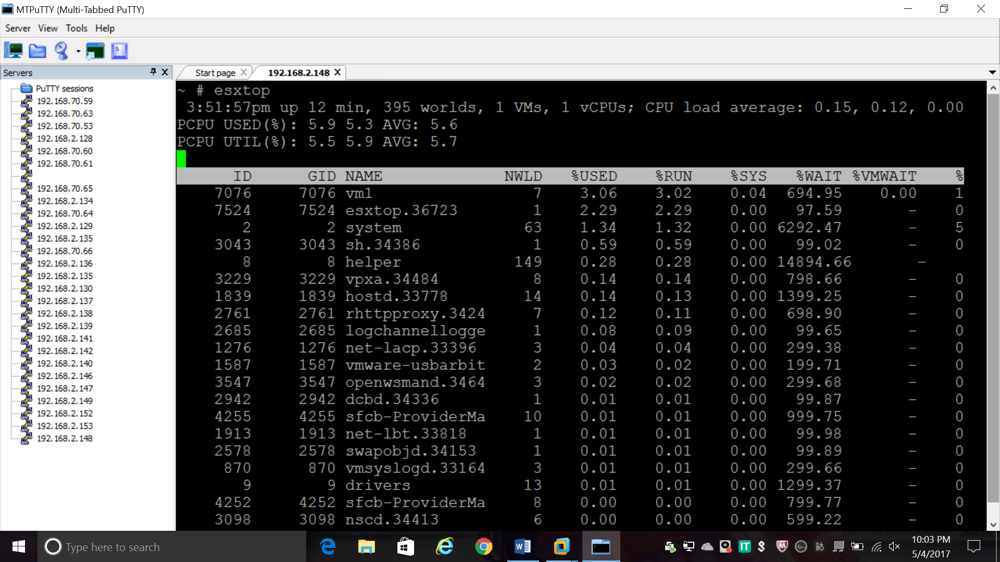 MTPuTTY (Multi-Tabbed PuTTY)
Server View Tools Help
Servers
Start page
192.168.2.148
PuTTY sessions
192.168.70.59
192.168.70.63
192.168.70.53
192.168.2.128
192.168.70.60
192.168.70.61
192.168.70.65
192.168.2.134
192.168.70.64
192.168.2.129
192.168.2.135
192.168.70.66
192.168.2.136
192.168.2.135
192.168.2.130
192.168.2.137
192.168.2.138
192.168.2.139
192.168.2.141
192.168.2.142
192.168.2.140
192.168.2.146
192.168.2.147
192.168.2.149
192.168.2.152
192.168.2.153
192.168.2.148
~ # esxtop
3:51:57pm up 12 min, 395 worlds, 1 VMs, 1 vCPUs; CPU load average: 0.15, 0.12, 0.00
PCPU USED(%): 5.9 5.3 AVG: 5.6
PCPU UTIL(%): 5.5 5.9 AVG: 5.7
ID GID NAME NWLD %USED %RUN %SYS %WAIT %VMWAIT %
7076 7076 vm1 7 3.06 3.02 0.04 694.95 0.00 1
7524 7524 esxtop.36723 1 2.29 2.29 0.00 97.59 - 0
2 2 system 63 1.34 1.32 0.00 6292.47 - 5
3043 3043 sh.34386 1 0.59 0.59 0.00 99.02 - 0
8 8 helper 149 0.28 0.28 0.00 14894.66 -
3229 3229 vpxa.34484 8 0.14 0.14 0.00 798.66 - 0
1839 1839 hostd.33778 14 0.14 0.13 0.00 1399.25 - 0
2761 2761 rhttpproxy.3424 7 0.12 0.11 0.00 698.90 - 0
2685 2685 logchannellogge 1 0.08 0.09 0.00 99.65 - 0
1276 1276 net-lacp.33396 3 0.04 0.04 0.00 299.38 - 0
1587 1587 vmware-usbarbit 2 0.03 0.02 0.00 199.71 - 0
3547 3547 openwsmand.3464 3 0.02 0.02 0.00 299.68 - 0
2942 2942 dcbd.34336 1 0.01 0.01 0.00 99.87 - 0
4255 4255 sfcb-ProviderMa 10 0.01 0.01 0.00 999.75 - 0
1913 1913 net-lbt.33818 1 0.01 0.01 0.00 99.98 - 0
2578 2578 swapobjd.34153 1 0.01 0.01 0.00 99.89 - 0
870 870 vmsyslogd.33164 3 0.01 0.01 0.00 299.66 - 0
9 9 drivers 13 0.01 0.01 0.00 1299.37 - 0
4252 4252 sfcb-ProviderMa 8 0.00 0.00 0.00 799.77 - 0
3098 3098 nscd.34413 6 0.00 0.00 0.00 599.22 - 0
Type here to search
10:03 PM
5/4/2017